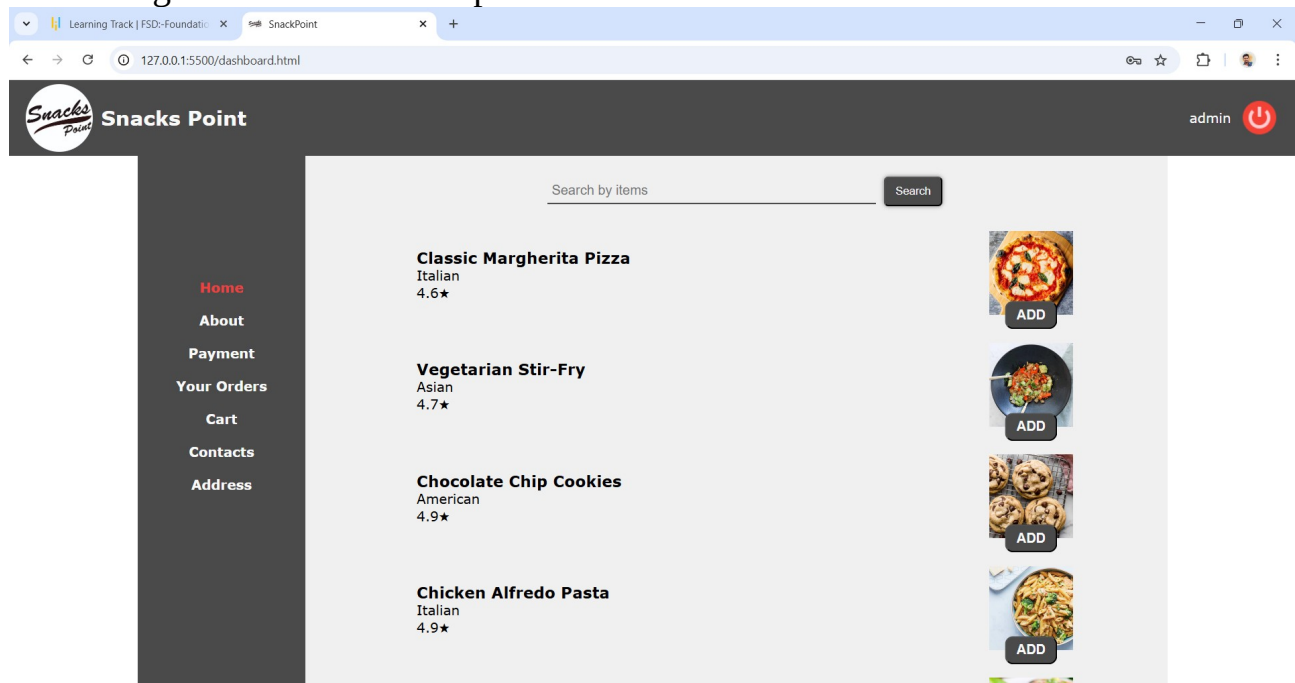 Learning Track | FSD:-Foundatio
SnackPoint
127.0.0.1:5500/dashboard.html
Snacks
Point
Snacks Point
admin
Search by items
Search
Home
About
Payment
Your Orders
Cart
Contacts
Address
Classic Margherita Pizza
Italian
4.6★
ADD
Vegetarian Stir-Fry
Asian
4.7★
ADD
Chocolate Chip Cookies
American
4.9★
ADD
Chicken Alfredo Pasta
Italian
4.9★
ADD